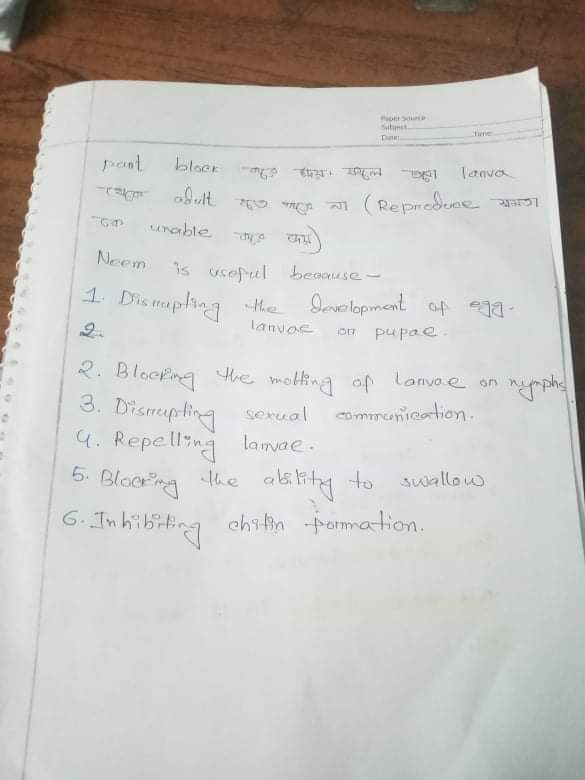 Paper Source
Subject
Date: Time:
part block করে দেয়। ফলে তারা larva
থেকে adult হতে পারে না (Reproduce ক্ষমতা
কে unable করে দেয়)
Neem is useful because -
1. Disrupting the development of egg.
2. larvae or pupae.
2. Blocking the molting of larvae or nymphs.
3. Disrupting sexual communication.
4. Repelling larvae.
5. Blocking the ability to swallow
6. Inhibiting chitin formation.